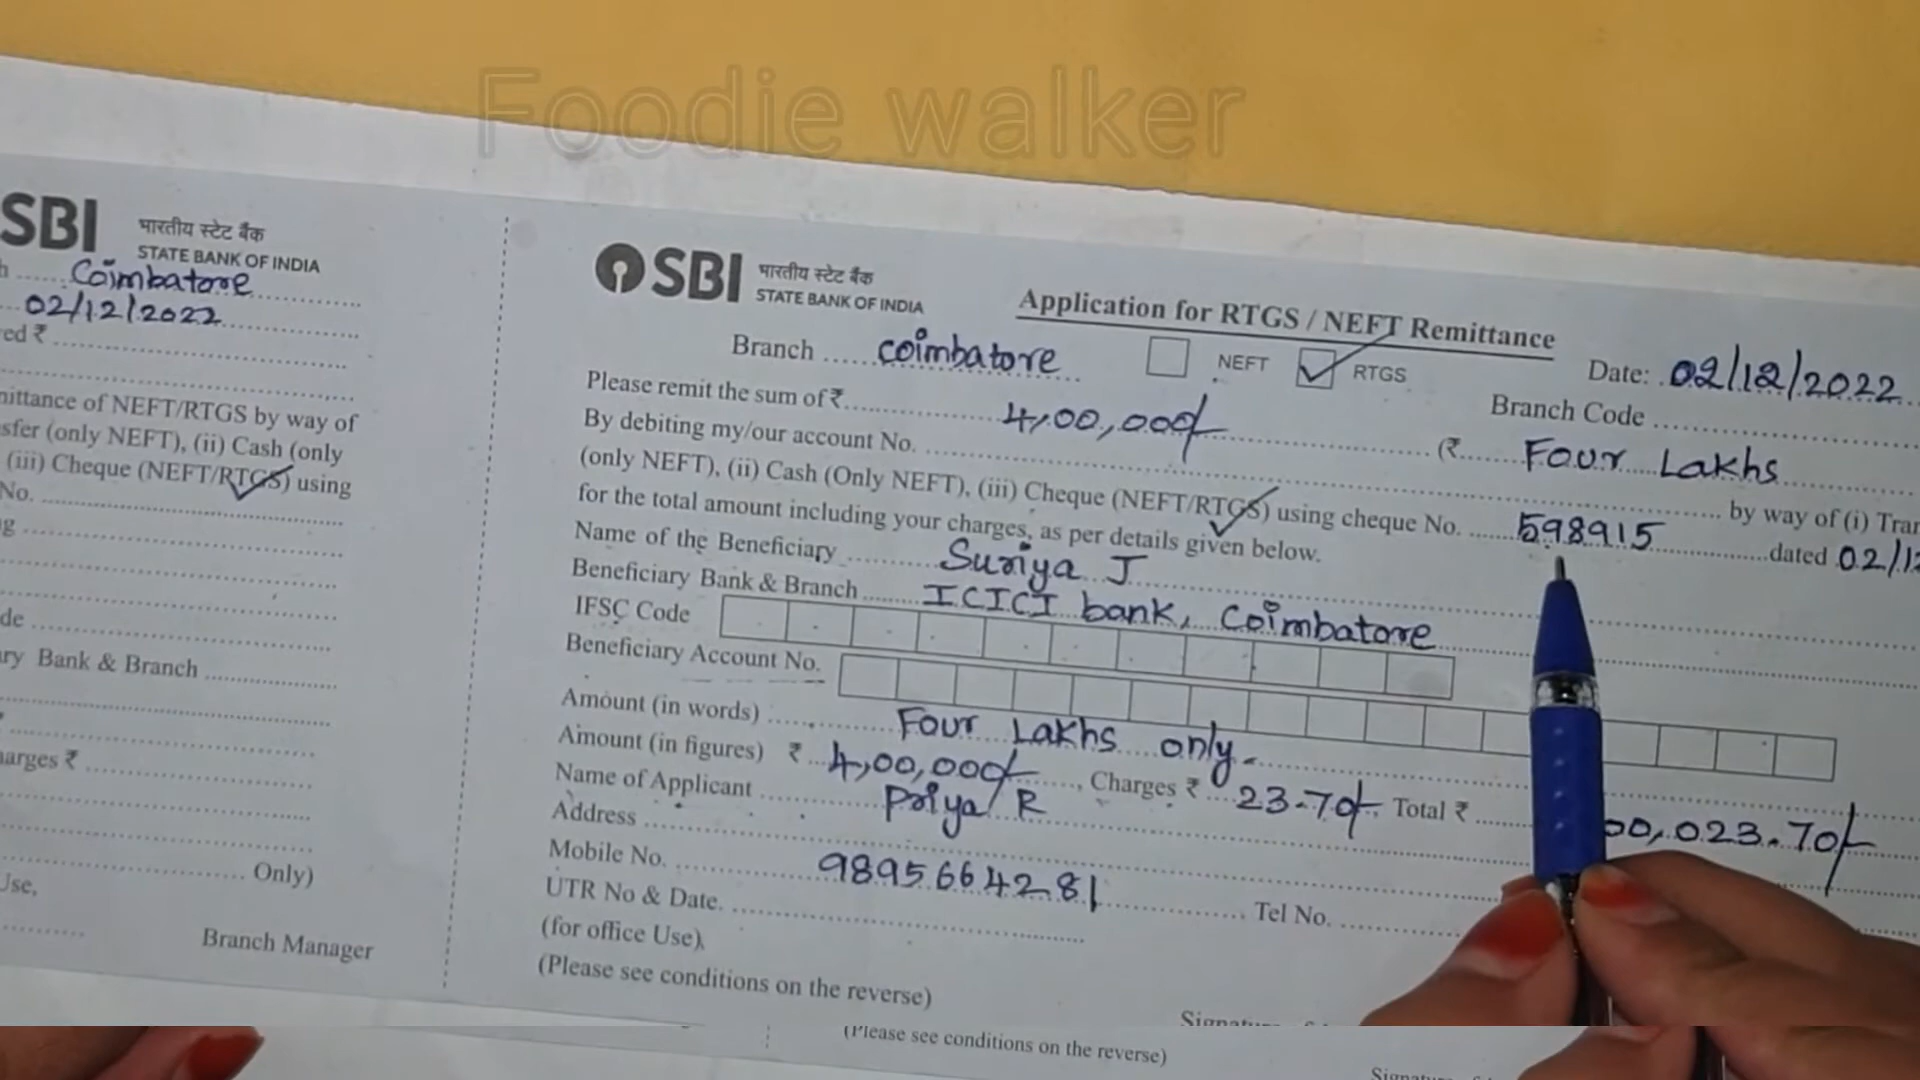 Foodie walker
SBI
भारतीय स्टेट बैंक
STATE BANK OF INDIA
Coimbatore
02/12/2022
ed ₹
ittance of NEFT/RTGS by way of
sfer (only NEFT), (ii) Cash (only
(iii) Cheque (NEFT/RTGS) using
No.
g
de
ry Bank & Branch
arges ₹
Only)
Use,
Branch Manager
SBI
भारतीय स्टेट बैंक
STATE BANK OF INDIA
Application for RTGS / NEFT Remittance
Branch coimbatore NEFT RTGS Date: 02/12/2022
Branch Code
Please remit the sum of ₹ 4,00,000/- (₹ Four Lakhs
By debiting my/our account No. by way of (i) Tran
(only NEFT), (ii) Cash (Only NEFT), (iii) Cheque (NEFT/RTGS) using cheque No. 598915 dated 02/12
for the total amount including your charges, as per details given below.
Name of the Beneficiary Suriya J
Beneficiary Bank & Branch ICICI bank, Coimbatore
IFSC Code
Beneficiary Account No.
Amount (in words) Four Lakhs only.
Amount (in figures) ₹ 4,00,000/- Charges ₹ 23.70/- Total ₹ 00,023.70/-
Name of Applicant Priya R
Address
Mobile No. 9895664281 Tel No.
UTR No & Date.
(for office Use),
(Please see conditions on the reverse)
(Please see conditions on the reverse)